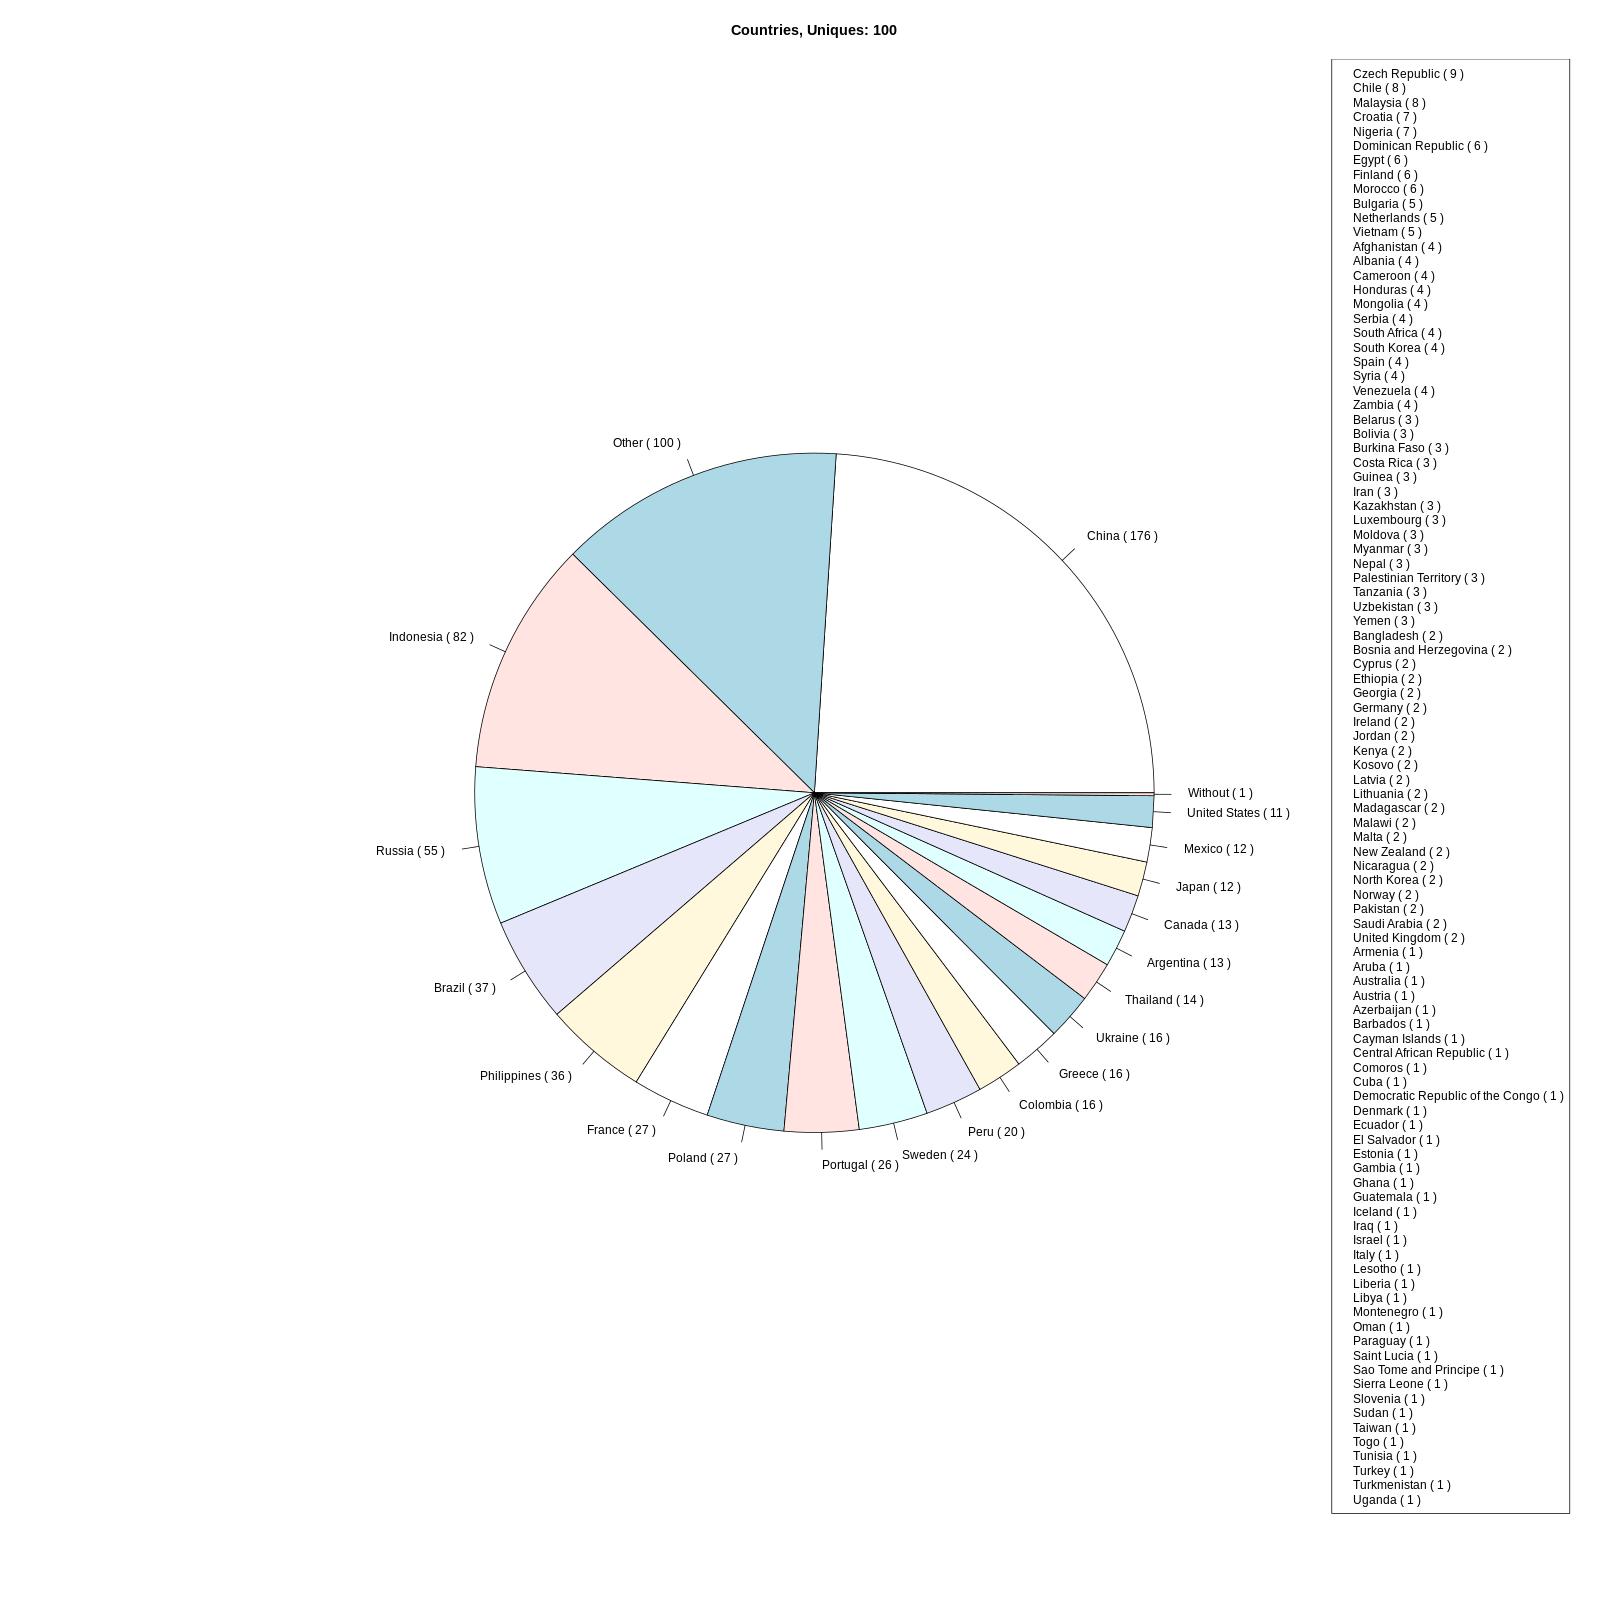 Countries, Uniques: 100
Other ( 100 )
China ( 176 )
Indonesia ( 82 )
Without ( 1 )
United States ( 11 )
Mexico ( 12 )
Russia ( 55 )
Japan ( 12 )
Canada ( 13 )
Argentina ( 13 )
Brazil ( 37 )
Thailand ( 14 )
Ukraine ( 16 )
Greece ( 16 )
Philippines ( 36 )
Colombia ( 16 )
France ( 27 )
Peru ( 20 )
Sweden ( 24 )
Poland ( 27 )
Portugal ( 26 )
Czech Republic ( 9 )
Chile ( 8 )
Malaysia ( 8 )
Croatia ( 7 )
Nigeria ( 7 )
Dominican Republic ( 6 )
Egypt ( 6 )
Finland ( 6 )
Morocco ( 6 )
Bulgaria ( 5 )
Netherlands ( 5 )
Vietnam ( 5 )
Afghanistan ( 4 )
Albania ( 4 )
Cameroon ( 4 )
Honduras ( 4 )
Mongolia ( 4 )
Serbia ( 4 )
South Africa ( 4 )
South Korea ( 4 )
Spain ( 4 )
Syria ( 4 )
Venezuela ( 4 )
Zambia ( 4 )
Belarus ( 3 )
Bolivia ( 3 )
Burkina Faso ( 3 )
Costa Rica ( 3 )
Guinea ( 3 )
Iran ( 3 )
Kazakhstan ( 3 )
Luxembourg ( 3 )
Moldova ( 3 )
Myanmar ( 3 )
Nepal ( 3 )
Palestinian Territory ( 3 )
Tanzania ( 3 )
Uzbekistan ( 3 )
Yemen ( 3 )
Bangladesh ( 2 )
Bosnia and Herzegovina ( 2 )
Cyprus ( 2 )
Ethiopia ( 2 )
Georgia ( 2 )
Germany ( 2 )
Ireland ( 2 )
Jordan ( 2 )
Kenya ( 2 )
Kosovo ( 2 )
Latvia ( 2 )
Lithuania ( 2 )
Madagascar ( 2 )
Malawi ( 2 )
Malta ( 2 )
New Zealand ( 2 )
Nicaragua ( 2 )
North Korea ( 2 )
Norway ( 2 )
Pakistan ( 2 )
Saudi Arabia ( 2 )
United Kingdom ( 2 )
Armenia ( 1 )
Aruba ( 1 )
Australia ( 1 )
Austria ( 1 )
Azerbaijan ( 1 )
Barbados ( 1 )
Cayman Islands ( 1 )
Central African Republic ( 1 )
Comoros ( 1 )
Cuba ( 1 )
Democratic Republic of the Congo ( 1 )
Denmark ( 1 )
Ecuador ( 1 )
El Salvador ( 1 )
Estonia ( 1 )
Gambia ( 1 )
Ghana ( 1 )
Guatemala ( 1 )
Iceland ( 1 )
Iraq ( 1 )
Israel ( 1 )
Italy ( 1 )
Lesotho ( 1 )
Liberia ( 1 )
Libya ( 1 )
Montenegro ( 1 )
Oman ( 1 )
Paraguay ( 1 )
Saint Lucia ( 1 )
Sao Tome and Principe ( 1 )
Sierra Leone ( 1 )
Slovenia ( 1 )
Sudan ( 1 )
Taiwan ( 1 )
Togo ( 1 )
Tunisia ( 1 )
Turkey ( 1 )
Turkmenistan ( 1 )
Uganda ( 1 )